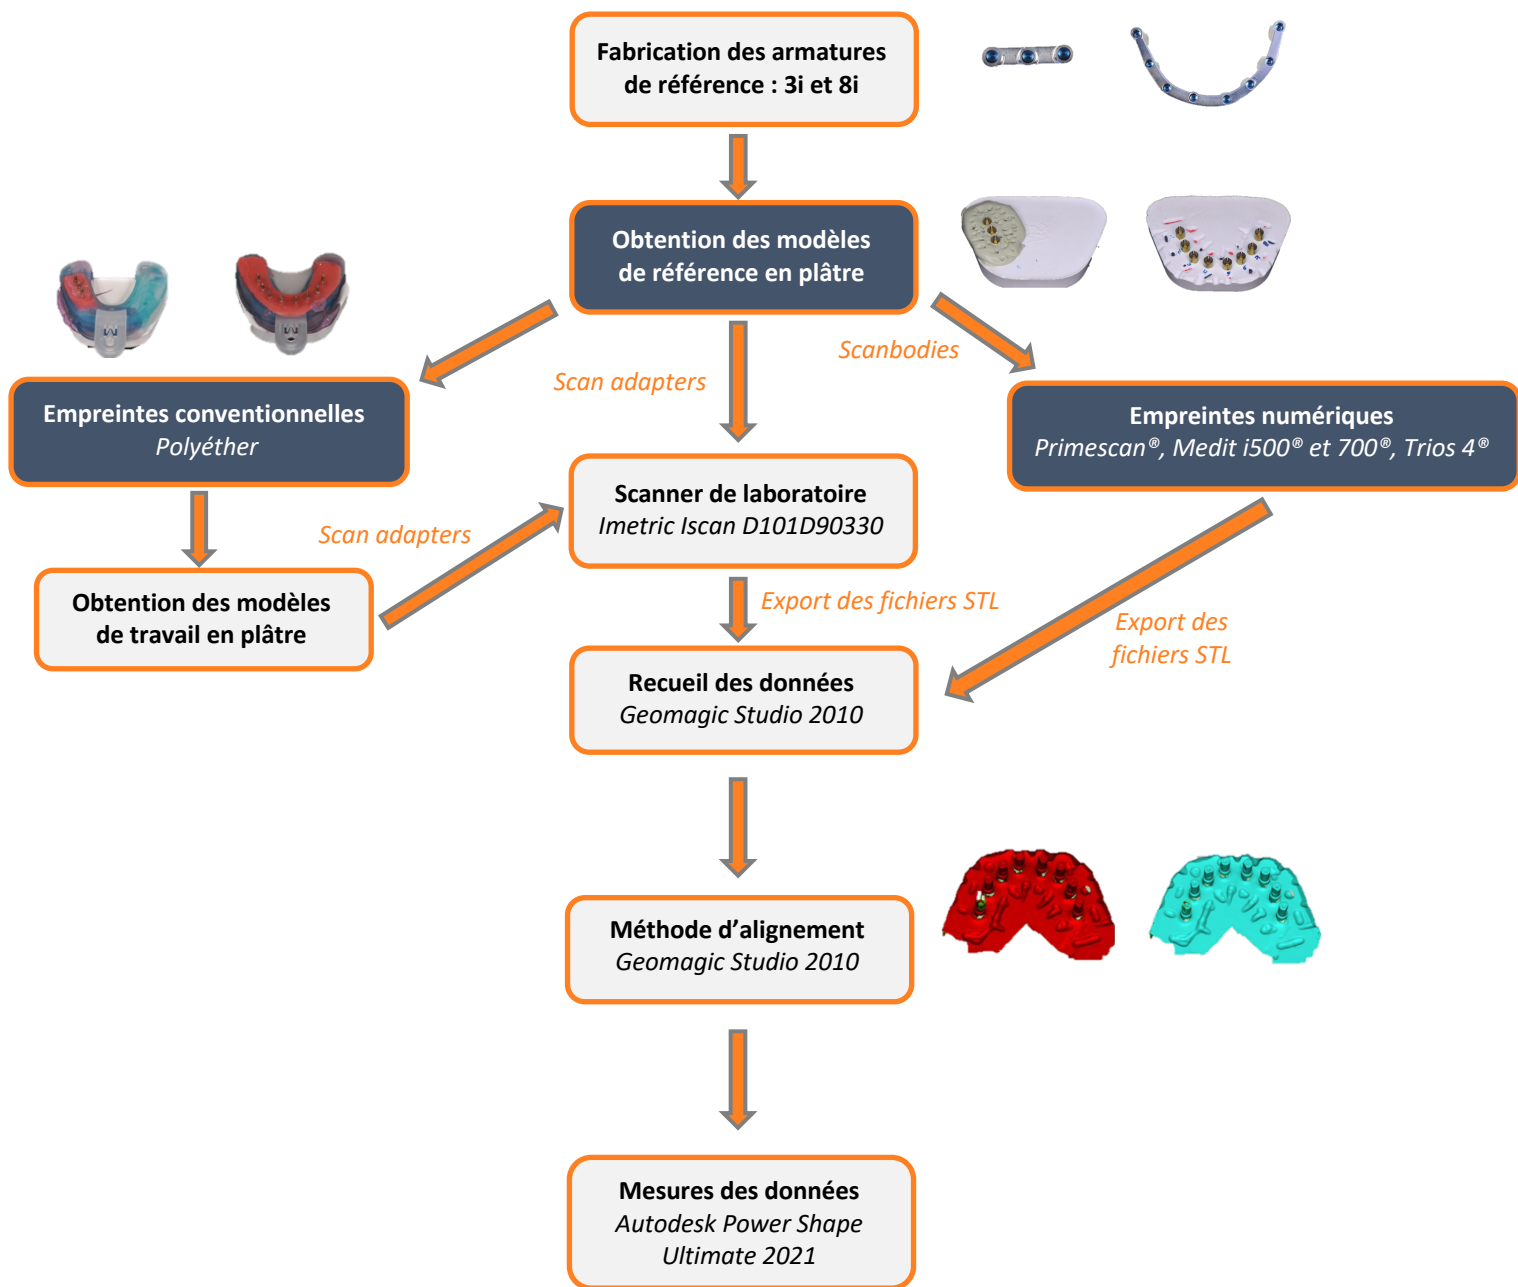 Fabrication des armatures
de référence : 3i et 8i
Obtention des modèles
de référence en plâtre
Scanbodies
Scan adapters
Empreintes conventionnelles
Polyéther
Empreintes numériques
Primescan®, Medit i500® et 700®, Trios 4®
Scanner de laboratoire
Imetric Iscan D101D90330
Scan adapters
Obtention des modèles
de travail en plâtre
Export des fichiers STL
Export des
fichiers STL
Recueil des données
Geomagic Studio 2010
Méthode d’alignement
Geomagic Studio 2010
Mesures des données
Autodesk Power Shape
Ultimate 2021